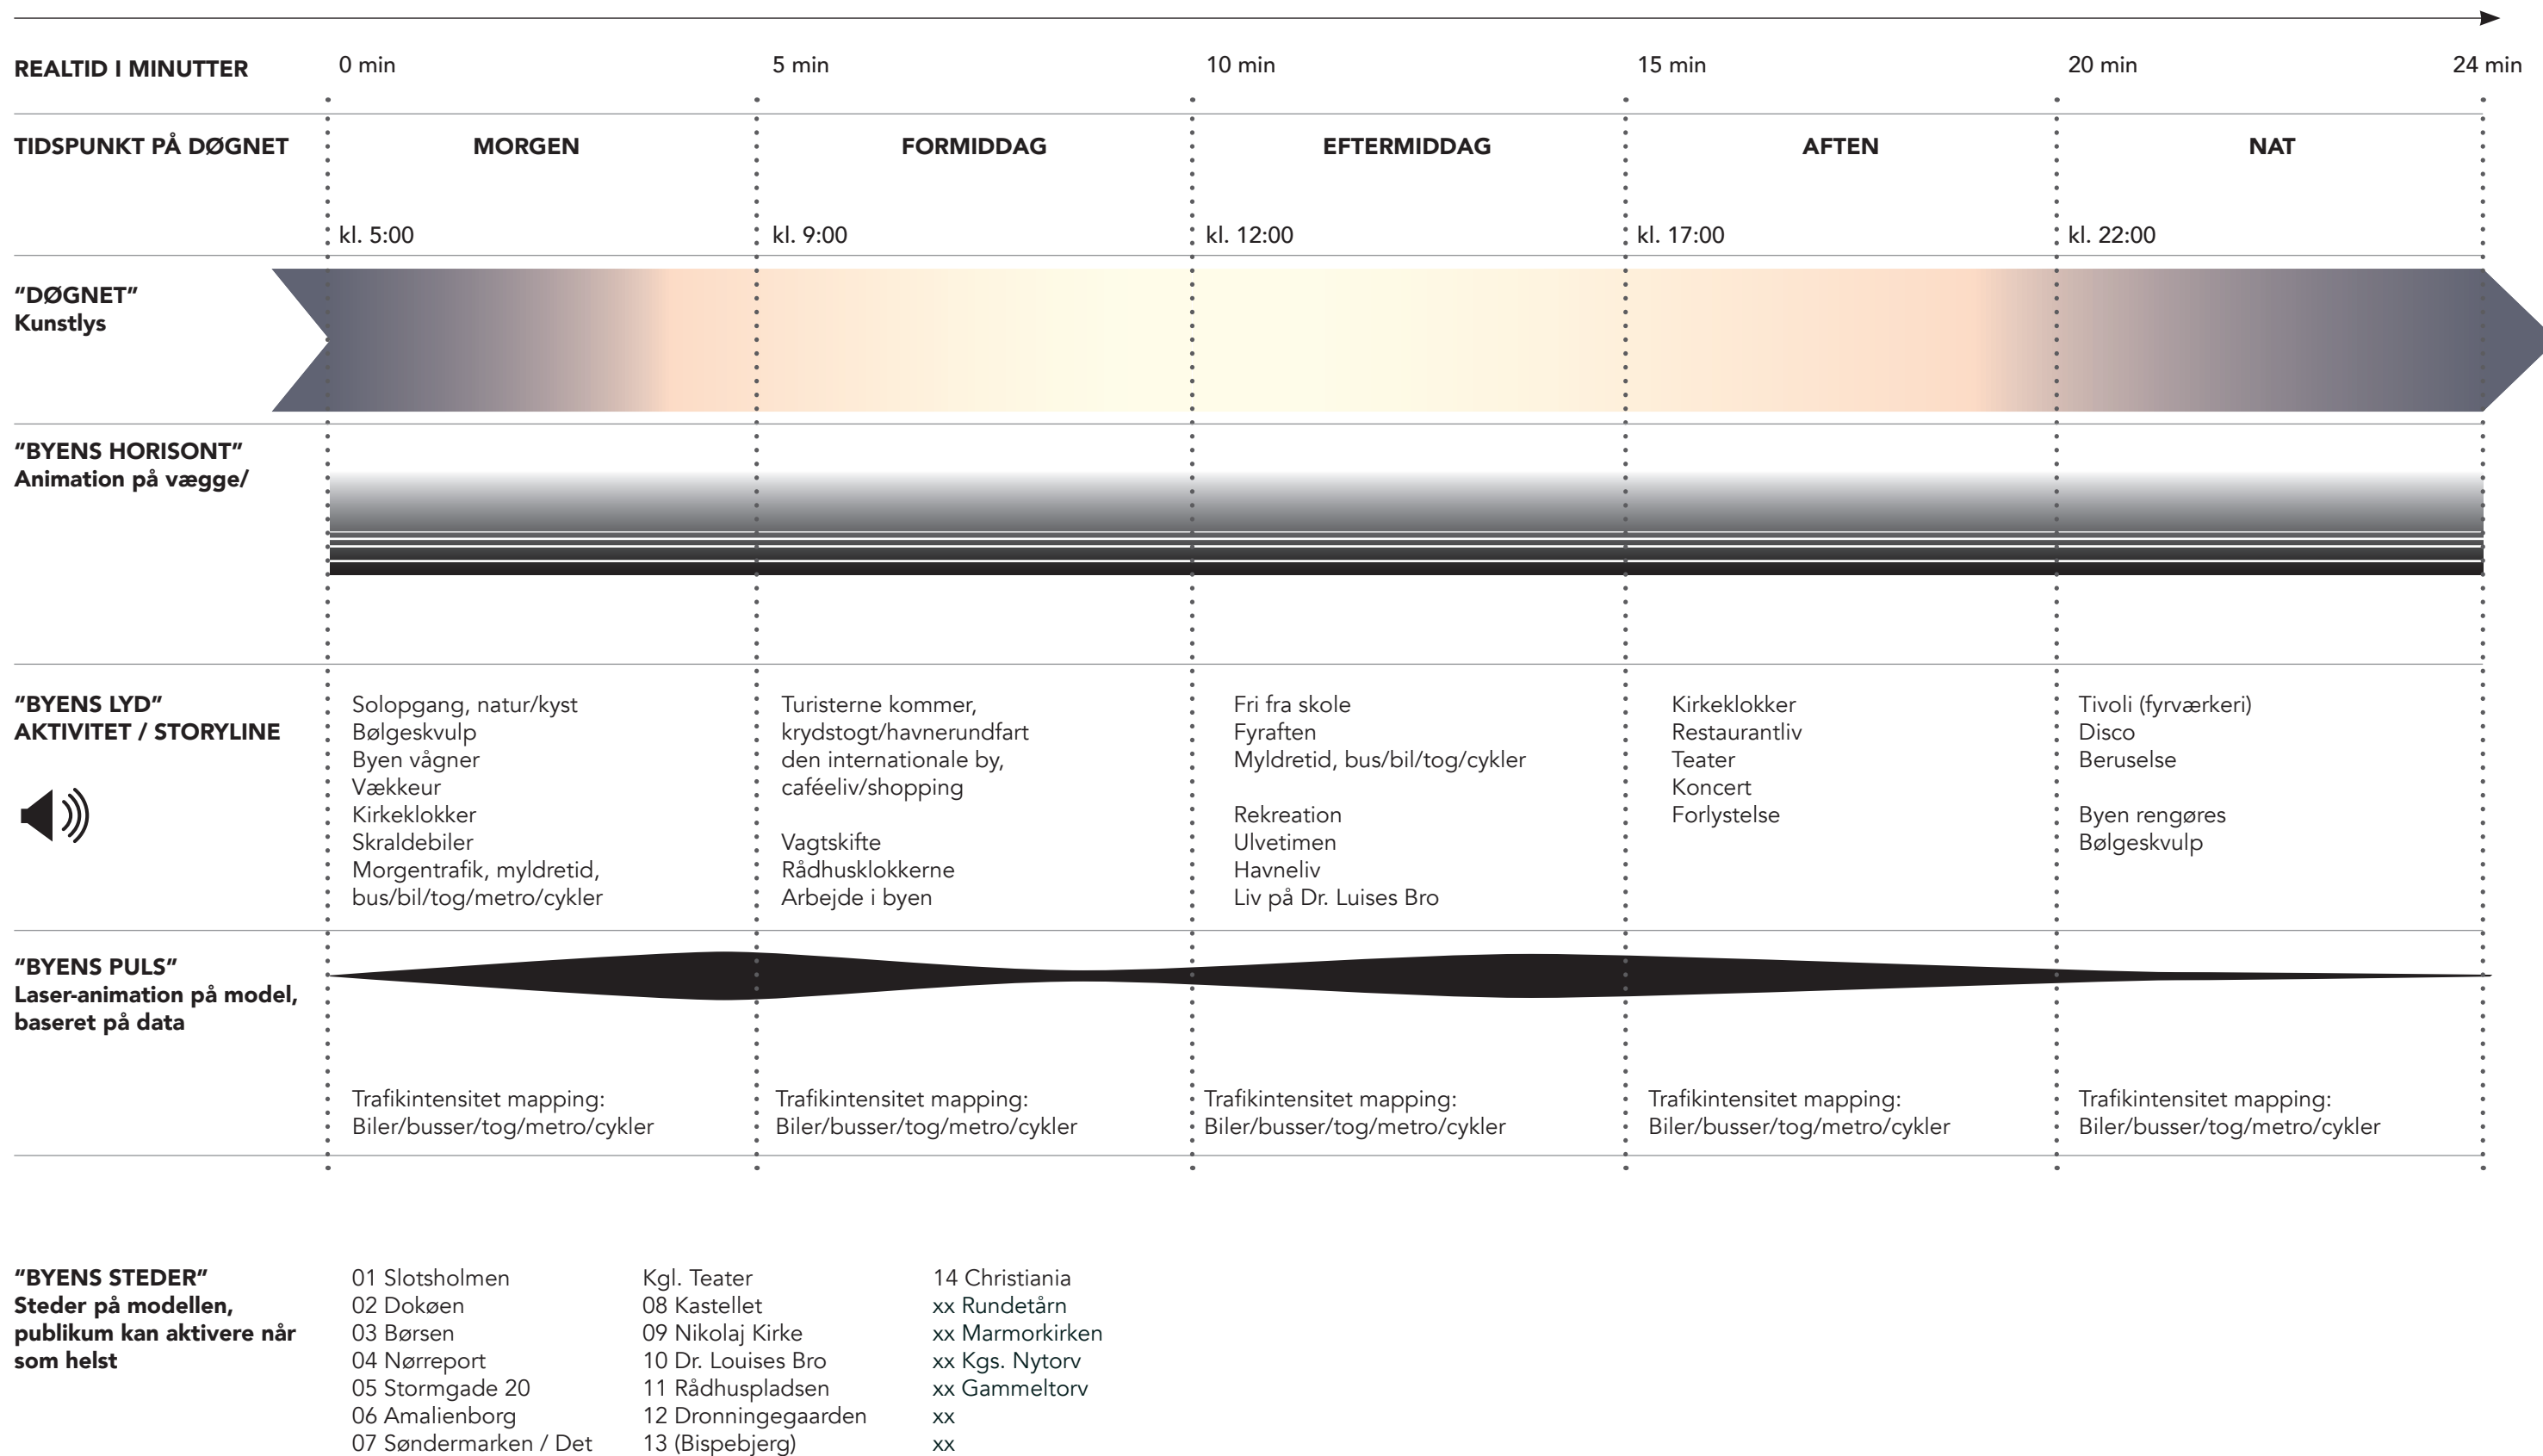 REALTID I MINUTTER
0 min
5 min
10 min
15 min
20 min
24 min
TIDSPUNKT PÅ DØGNET
MORGEN
FORMIDDAG
EFTERMIDDAG
AFTEN
NAT
kl. 5:00
kl. 9:00
kl. 12:00
kl. 17:00
kl. 22:00
“DØGNET”
Kunstlys
“BYENS HORISONT”
Animation på vægge/
“BYENS LYD”
AKTIVITET / STORYLINE
Solopgang, natur/kyst
Bølgeskvulp
Byen vågner
Vækkeur
Kirkeklokker
Skraldebiler
Morgentrafik, myldretid,
bus/bil/tog/metro/cykler
Turisterne kommer,
krydstogt/havnerundfart
den internationale by,
caféeliv/shopping
Vagtskifte
Rådhusklokkerne
Arbejde i byen
Fri fra skole
Fyraften
Myldretid, bus/bil/tog/cykler
Rekreation
Ulvetimen
Havneliv
Liv på Dr. Luises Bro
Kirkeklokker
Restaurantliv
Teater
Koncert
Forlystelse
Tivoli (fyrværkeri)
Disco
Beruselse
Byen rengøres
Bølgeskvulp
“BYENS PULS”
Laser-animation på model,
baseret på data
Trafikintensitet mapping:
Biler/busser/tog/metro/cykler
Trafikintensitet mapping:
Biler/busser/tog/metro/cykler
Trafikintensitet mapping:
Biler/busser/tog/metro/cykler
Trafikintensitet mapping:
Biler/busser/tog/metro/cykler
Trafikintensitet mapping:
Biler/busser/tog/metro/cykler
“BYENS STEDER”
Steder på modellen,
publikum kan aktivere når
som helst
01 Slotsholmen
02 Dokøen
03 Børsen
04 Nørreport
05 Stormgade 20
06 Amalienborg
07 Søndermarken / Det
Kgl. Teater
08 Kastellet
09 Nikolaj Kirke
10 Dr. Louises Bro
11 Rådhuspladsen
12 Dronningegaarden
13 (Bispebjerg)
14 Christiania
xx Rundetårn
xx Marmorkirken
xx Kgs. Nytorv
xx Gammeltorv
xx
xx